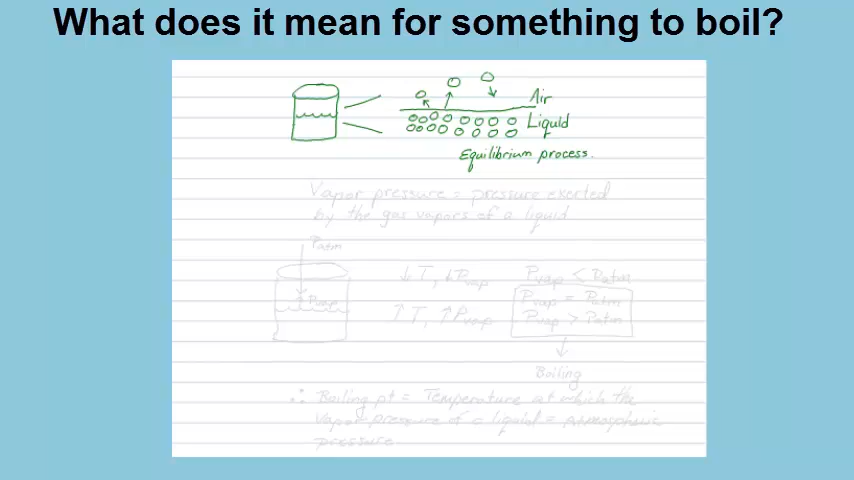 What does it mean for something to boil?
Air
Liquid
Equilibrium process.
Vapor pressure = pressure exerted
by the gas vapors of a liquid
Patm
Pvap
↓ T, ↓ Pvap
Pvap < Patm
↑ T, ↑ Pvap
Pvap = Patm
Pvap > Patm
Boiling
∴ Boiling pt = Temperature at which the
vapor pressure of a liquid = atmospheric
pressure